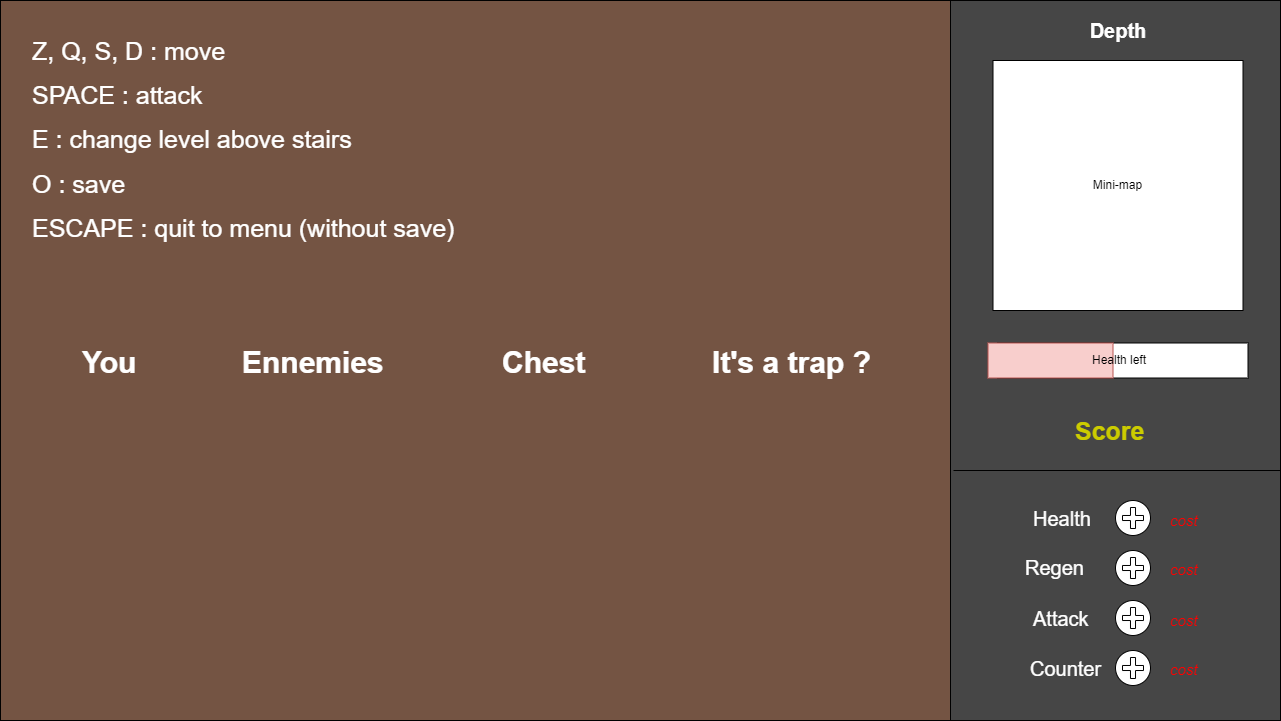 Z, Q, S, D : move
SPACE : attack
E : change level above stairs
O : save
ESCAPE : quit to menu (without save)
You Ennemies Chest It's a trap ?
Depth
Mini-map
Health left
Score
Health cost
Regen cost
Attack cost
Counter cost